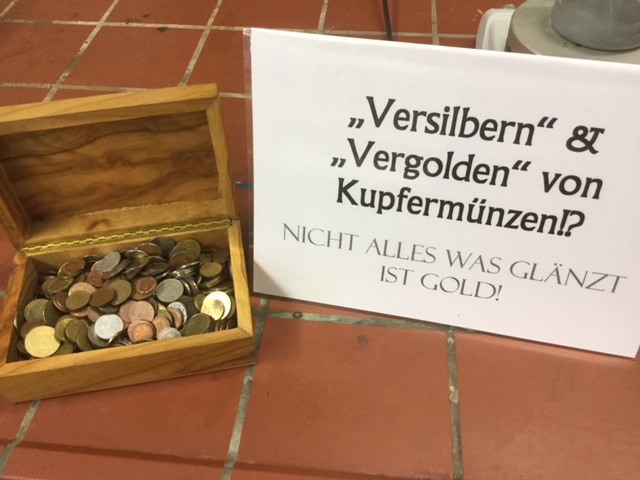 „Versilbern“ &
„Vergolden“ von
Kupfermünzen!?
NICHT ALLES WAS GLÄNZT
IST GOLD!